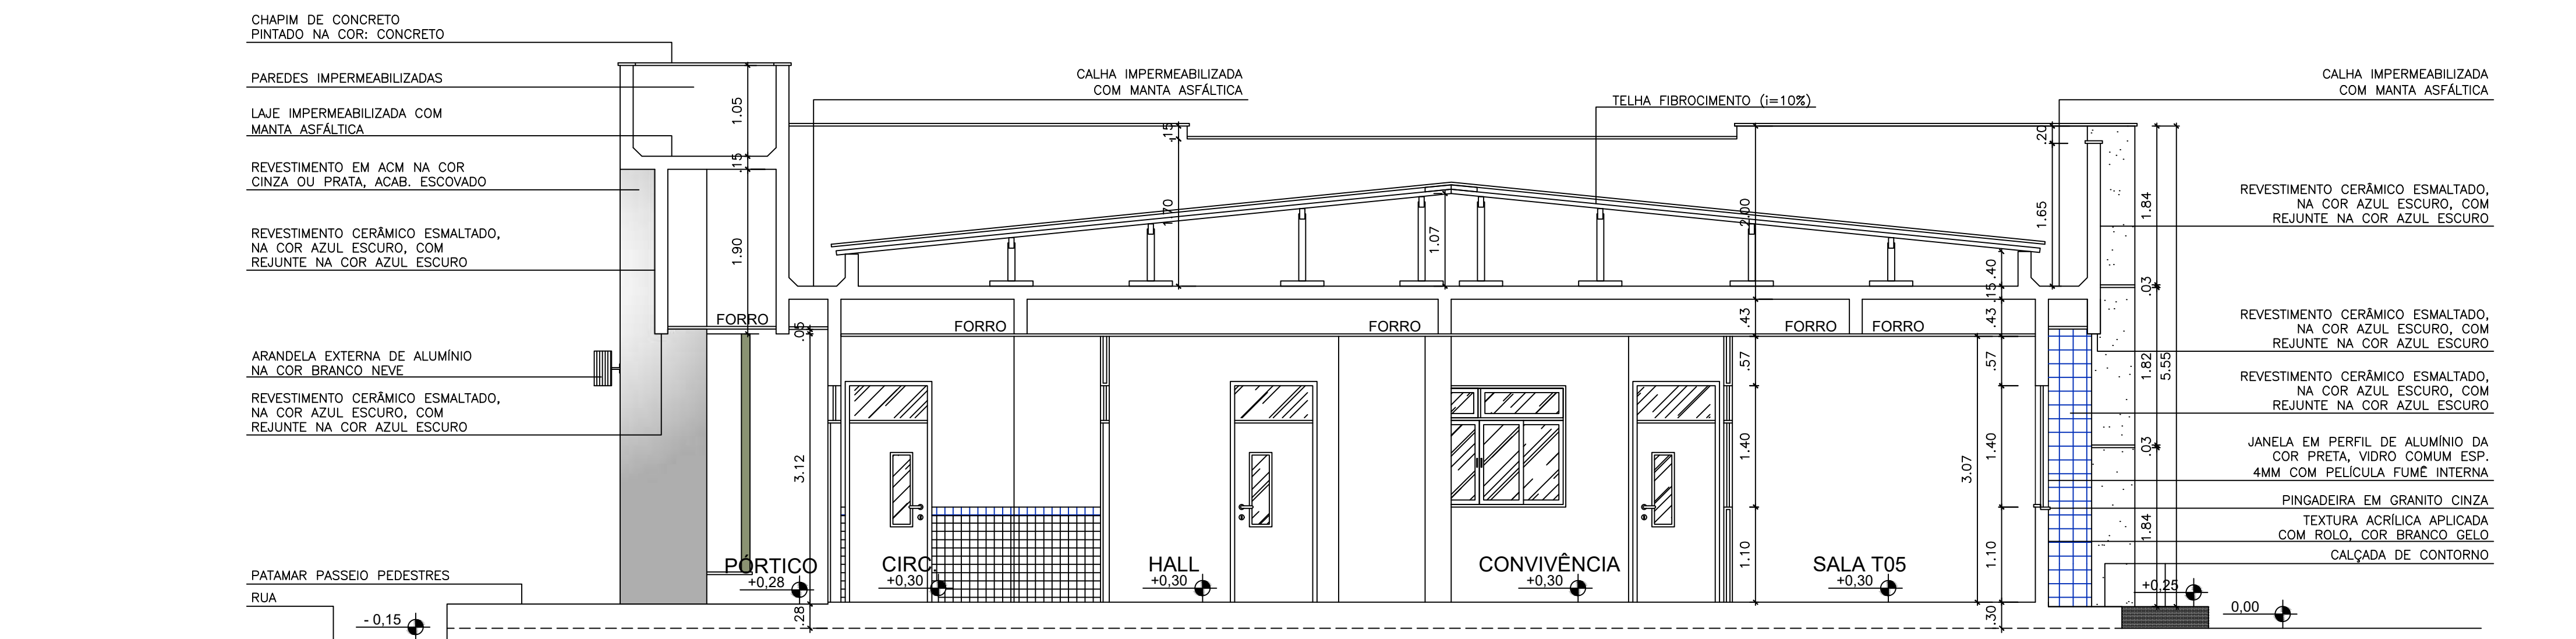 CHAPIM DE CONCRETO
PINTADO NA COR: CONCRETO
PAREDES IMPERMEABILIZADAS
LAJE IMPERMEABILIZADA COM
MANTA ASFÁLTICA
REVESTIMENTO EM ACM NA COR
CINZA OU PRATA, ACAB. ESCOVADO
REVESTIMENTO CERÂMICO ESMALTADO,
NA COR AZUL ESCURO, COM
REJUNTE NA COR AZUL ESCURO
ARANDELA EXTERNA DE ALUMÍNIO
NA COR BRANCO NEVE
REVESTIMENTO CERÂMICO ESMALTADO,
NA COR AZUL ESCURO, COM
REJUNTE NA COR AZUL ESCURO
PATAMAR PASSEIO PEDESTRES
RUA
- 0,15
1.05
.15
1.90
FORRO
.05
3.12
.28
PÓRTICO
+0,28
CALHA IMPERMEABILIZADA
COM MANTA ASFÁLTICA
TELHA FIBROCIMENTO (i=10%)
.15
1.70
1.07
2.00
FORRO
FORRO
FORRO
FORRO
.43
.57
1.40
1.10
CIRC.
+0,30
HALL
+0,30
CONVIVÊNCIA
+0,30
SALA T05
+0,30
3.07
.40
.15
.43
.57
1.40
1.10
.30
.20
1.65
1.84
.03
1.82
5.55
.03
1.84
+0,25
0,00
CALHA IMPERMEABILIZADA
COM MANTA ASFÁLTICA
REVESTIMENTO CERÂMICO ESMALTADO,
NA COR AZUL ESCURO, COM
REJUNTE NA COR AZUL ESCURO
REVESTIMENTO CERÂMICO ESMALTADO,
NA COR AZUL ESCURO, COM
REJUNTE NA COR AZUL ESCURO
REVESTIMENTO CERÂMICO ESMALTADO,
NA COR AZUL ESCURO, COM
REJUNTE NA COR AZUL ESCURO
JANELA EM PERFIL DE ALUMÍNIO DA
COR PRETA, VIDRO COMUM ESP.
4MM COM PELÍCULA FUMÊ INTERNA
PINGADEIRA EM GRANITO CINZA
TEXTURA ACRÍLICA APLICADA
COM ROLO, COR BRANCO GELO
CALÇADA DE CONTORNO